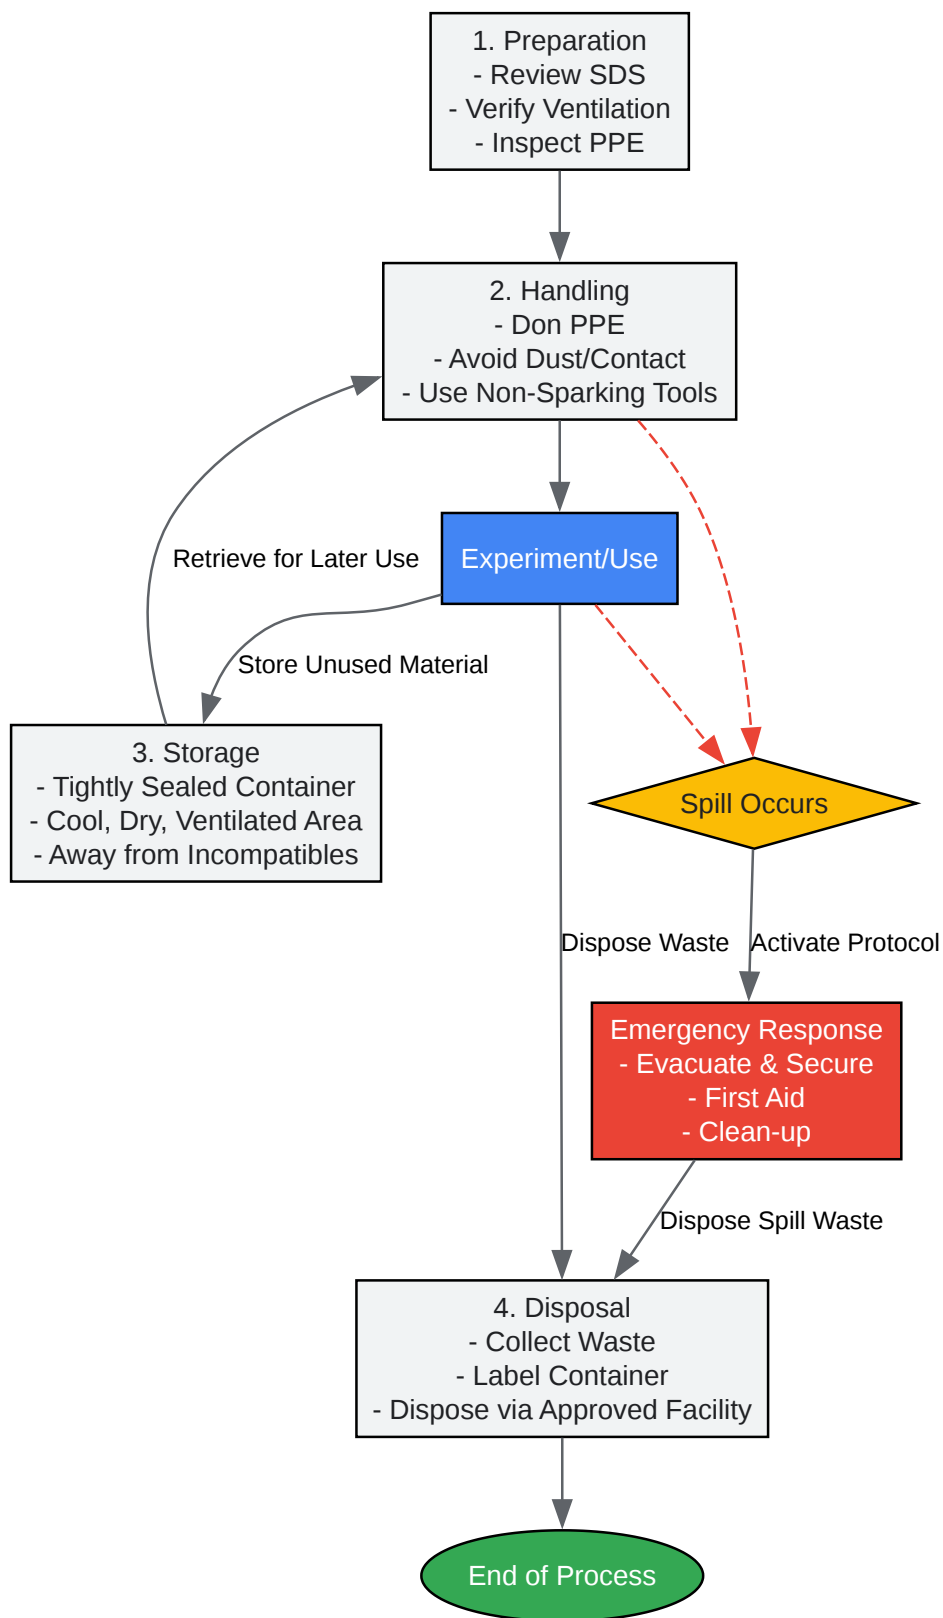 1. Preparation
- Review SDS
- Verify Ventilation
- Inspect PPE
2. Handling
- Don PPE
- Avoid Dust/Contact
- Use Non-Sparking Tools
Retrieve for Later Use
Experiment/Use
Store Unused Material
3. Storage
- Tightly Sealed Container
- Cool, Dry, Ventilated Area
- Away from Incompatibles
Spill Occurs
Dispose Waste
Activate Protocol
Emergency Response
- Evacuate & Secure
- First Aid
- Clean-up
Dispose Spill Waste
4. Disposal
- Collect Waste
- Label Container
- Dispose via Approved Facility
End of Process